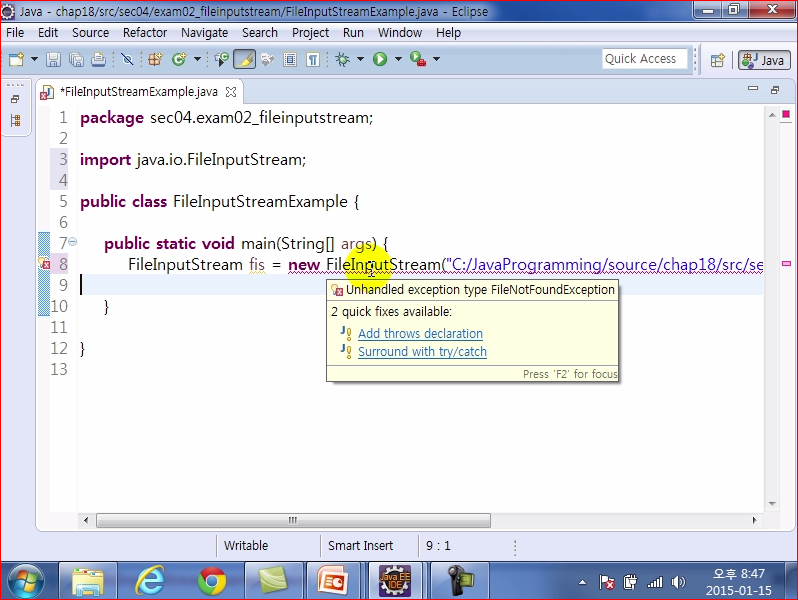 Java - chap18/src/sec04/exam02_fileinputstream/FileInputStreamExample.java - Eclipse
File Edit Source Refactor Navigate Search Project Run Window Help
Quick Access
Java
*FileInputStreamExample.java
1 package sec04.exam02_fileinputstream;
2
3 import java.io.FileInputStream;
4
5 public class FileInputStreamExample {
6
7 public static void main(String[] args) {
8 FileInputStream fis = new FileInputStream("C:/JavaProgramming/source/chap18/src/se
9
Unhandled exception type FileNotFoundException
10 }
2 quick fixes available:
11
Add throws declaration
12 }
Surround with try/catch
13
Press 'F2' for focus
Writable Smart Insert 9 : 1
Java EE
IDE
오후 8:47
2015-01-15